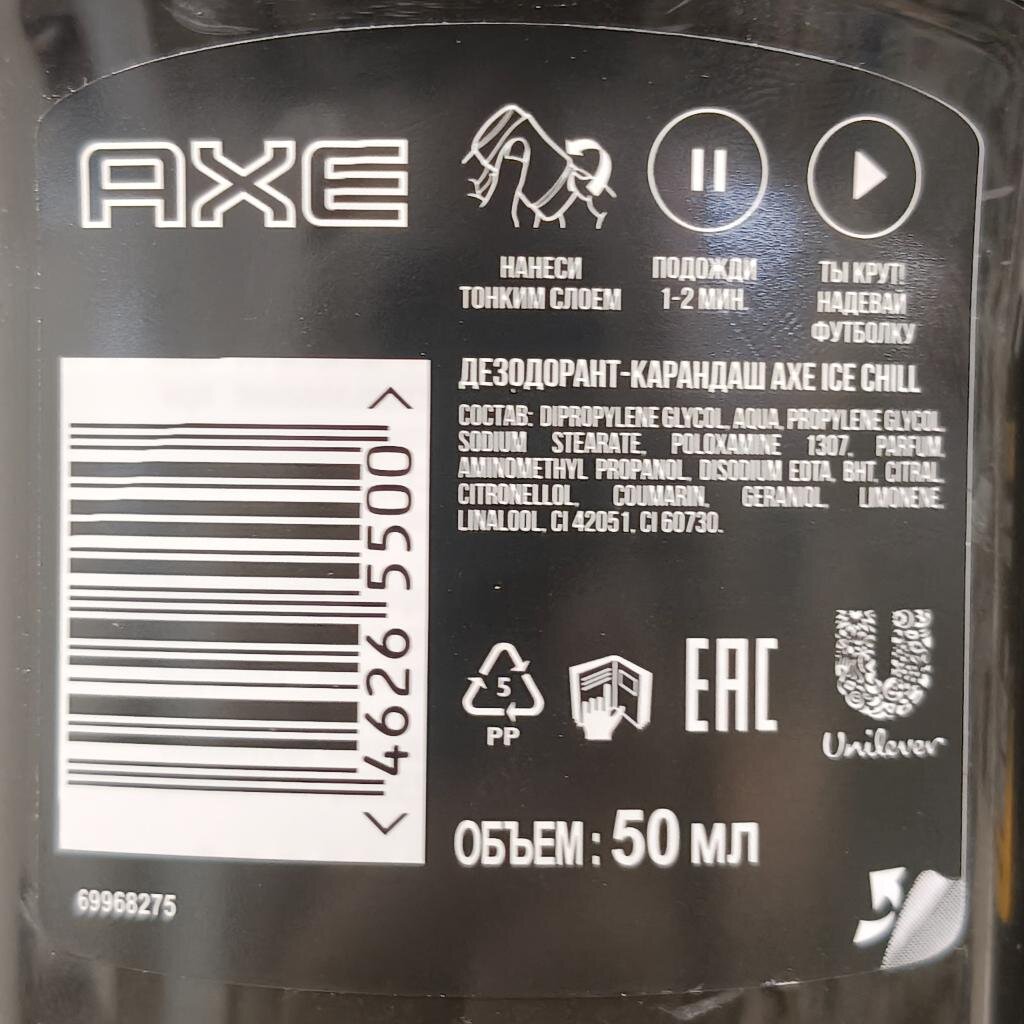 AXE
НАНЕСИ
ТОНКИМ СЛОЕМ
ПОДОЖДИ
1-2 МИН.
ТЫ КРУТ!
НАДЕВАЙ
ФУТБОЛКУ
ДЕЗОДОРАНТ-КАРАНДАШ AXE ICE CHILL
СОСТАВ: DIPROPYLENE GLYCOL, AQUA, PROPYLENE GLYCOL,
SODIUM STEARATE, POLOXAMINE 1307, PARFUM,
AMINOMETHYL PROPANOL, DISODIUM EDTA, BHT, CITRAL,
CITRONELLOL, COUMARIN, GERANIOL, LIMONENE,
LINALOOL, CI 42051, CI 60730.
< 4626 5500 >
5
PP
EAC
Unilever
ОБЪЕМ : 50 МЛ
69968275